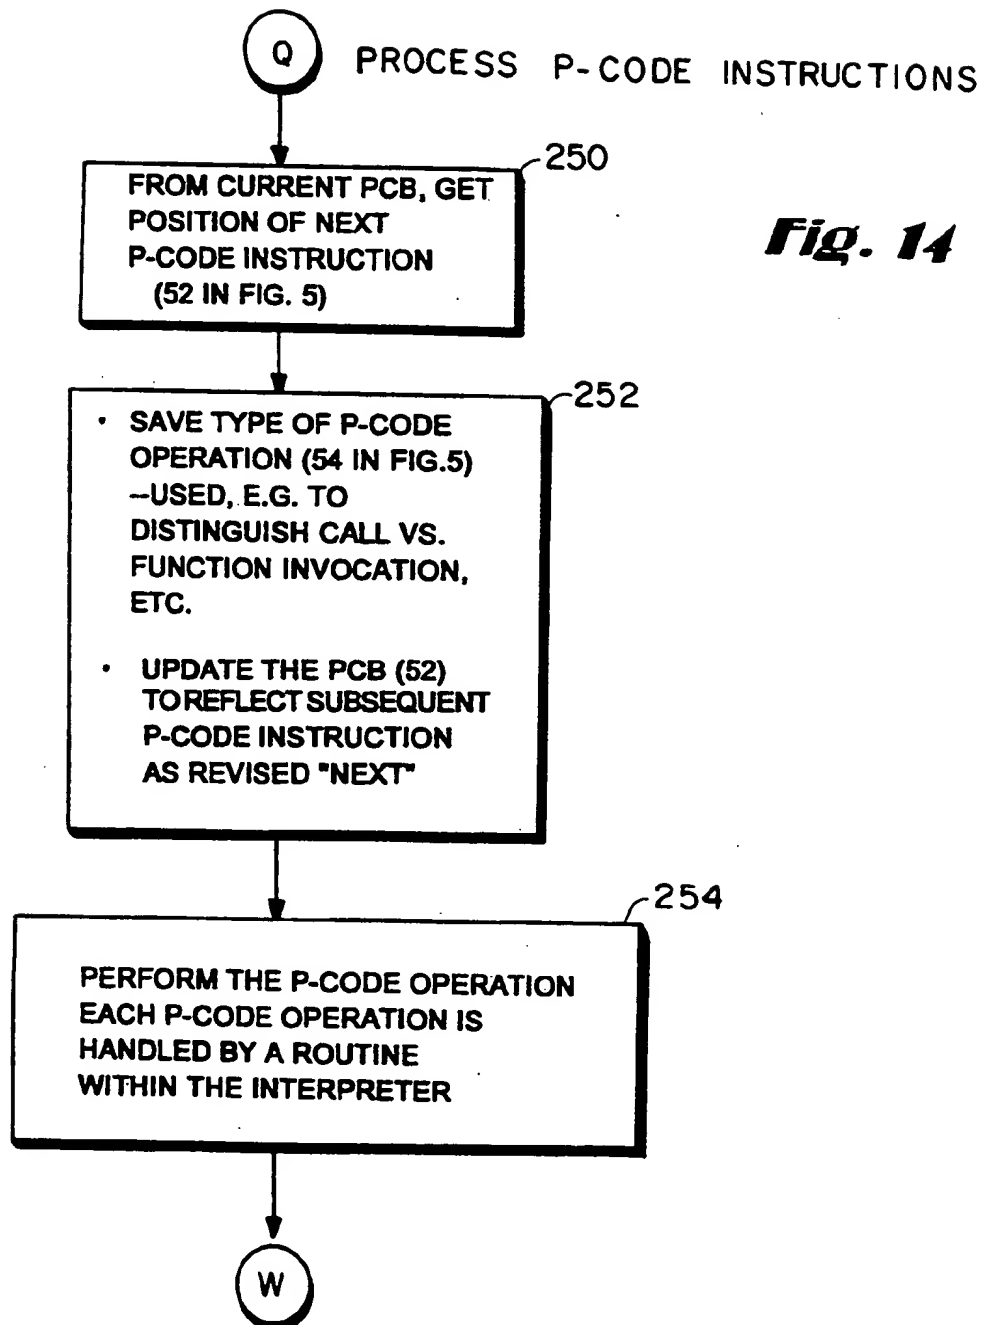 Q PROCESS P-CODE INSTRUCTIONS
250
FROM CURRENT PCB, GET
POSITION OF NEXT
P-CODE INSTRUCTION
(52 IN FIG. 5)
Fig. 14
252
• SAVE TYPE OF P-CODE
OPERATION (54 IN FIG.5)
–USED, E.G. TO
DISTINGUISH CALL VS.
FUNCTION INVOCATION,
ETC.
• UPDATE THE PCB (52)
TO REFLECT SUBSEQUENT
P-CODE INSTRUCTION
AS REVISED "NEXT"
254
PERFORM THE P-CODE OPERATION
EACH P-CODE OPERATION IS
HANDLED BY A ROUTINE
WITHIN THE INTERPRETER
W